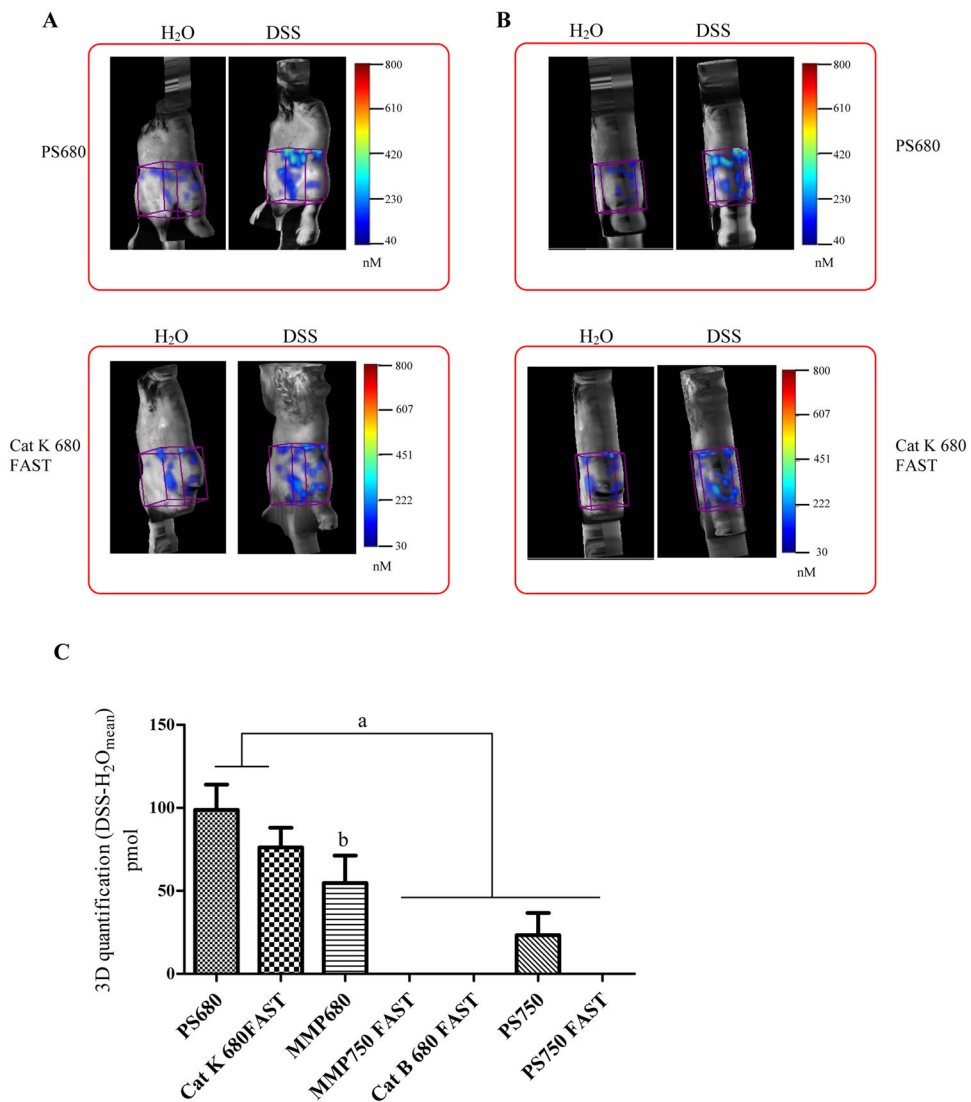 A
H₂O DSS
PS680
800
610
420
230
40
nM
B
H₂O DSS
800
610
420
230
40
nM
PS680
H₂O DSS
Cat K 680
FAST
800
607
451
222
30
nM
H₂O DSS
800
607
451
222
30
nM
Cat K 680
FAST
C
3D quantification (DSS-H₂Omean)
pmol
150
100
50
0
a
b
PS680
Cat K 680FAST
MMP680
MMP750 FAST
Cat B 680 FAST
PS750
PS750 FAST